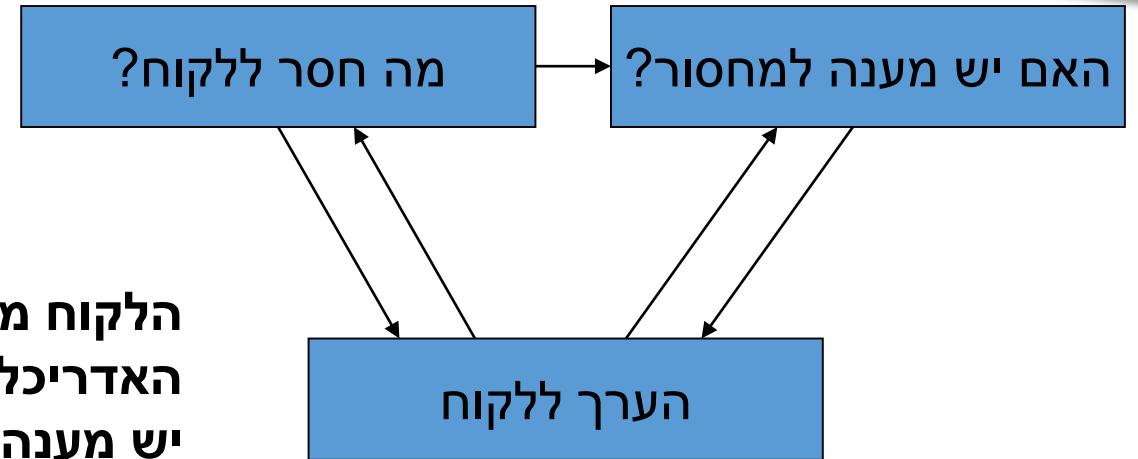 האם יש מענה למחסור?
מה חסר ללקוח?
הערך ללקוח
הלקוח
האדריכל
יש מענה